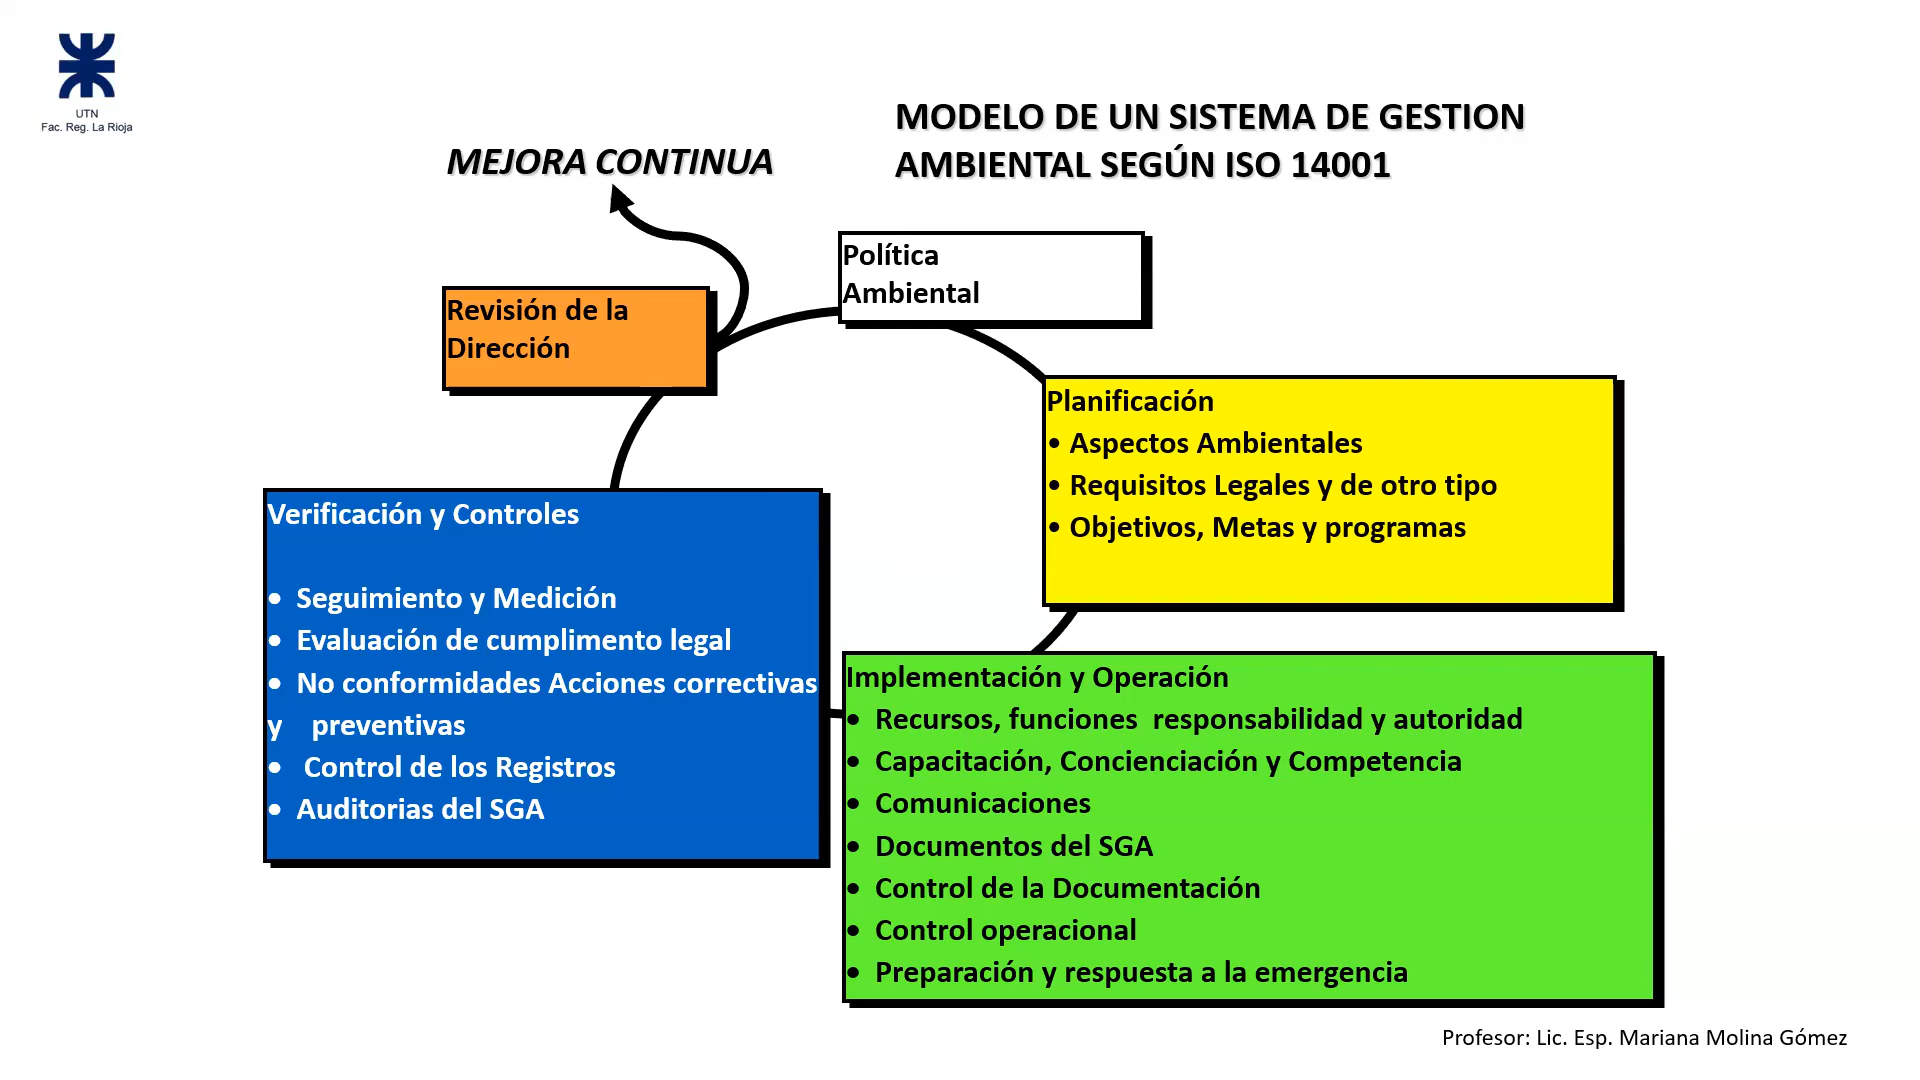 UTN
Fac. Reg. La Rioja
MODELO DE UN SISTEMA DE GESTION
AMBIENTAL SEGÚN ISO 14001
MEJORA CONTINUA
Política
Ambiental
Revisión de la
Dirección
Planificación
• Aspectos Ambientales
• Requisitos Legales y de otro tipo
• Objetivos, Metas y programas
Verificación y Controles
• Seguimiento y Medición
• Evaluación de cumplimento legal
• No conformidades Acciones correctivas
y preventivas
• Control de los Registros
• Auditorias del SGA
Implementación y Operación
• Recursos, funciones responsabilidad y autoridad
• Capacitación, Concienciación y Competencia
• Comunicaciones
• Documentos del SGA
• Control de la Documentación
• Control operacional
• Preparación y respuesta a la emergencia
Profesor: Lic. Esp. Mariana Molina Gómez